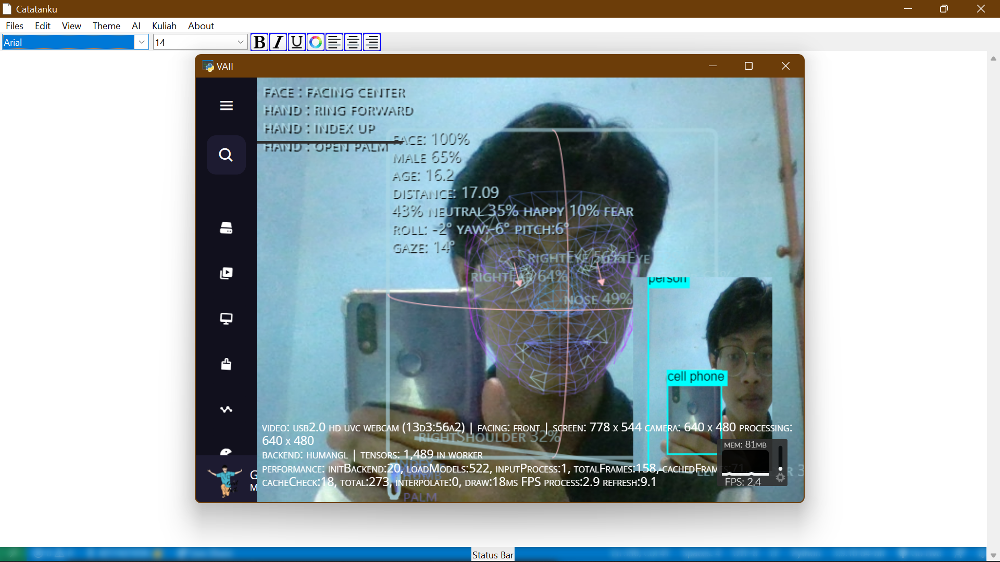 Catatanku
Files Edit View Theme AI Kuliah About
Arial 14 B I U
VAII
FACE : FACING CENTER
HAND : RING FORWARD
HAND : INDEX UP
HAND : OPEN PALM
FACE: 100%
MALE 65%
AGE: 16.2
DISTANCE: 17.09
43% NEUTRAL 35% HAPPY 10% FEAR
ROLL: -2° YAW:-6° PITCH:6°
GAZE: 14°
RIGHTEYE 56% LEFTEYE
RIGHTEAR 64%
NOSE 49%
person
cell phone
VIDEO: USB2.0 HD UVC WEBCAM (13D3:56A2) | FACING: FRONT | SCREEN: 778 X 544 CAMERA: 640 X 480 PROCESSING:
640 X 480
RIGHTSHOULDER 32%
BACKEND: HUMANGL | TENSORS: 1,489 IN WORKER
PERFORMANCE: INITBACKEND:20, LOADMODELS:522, INPUTPROCESS:1, TOTALFRAMES:158, CACHEDFRAMES:71,
CACHECHECK:18, TOTAL:273, INTERPOLATE:0, DRAW:18MS FPS PROCESS:2.9 REFRESH:9.1
PALM
MEM: 81MB
FPS: 2.4
G
M
Status Bar